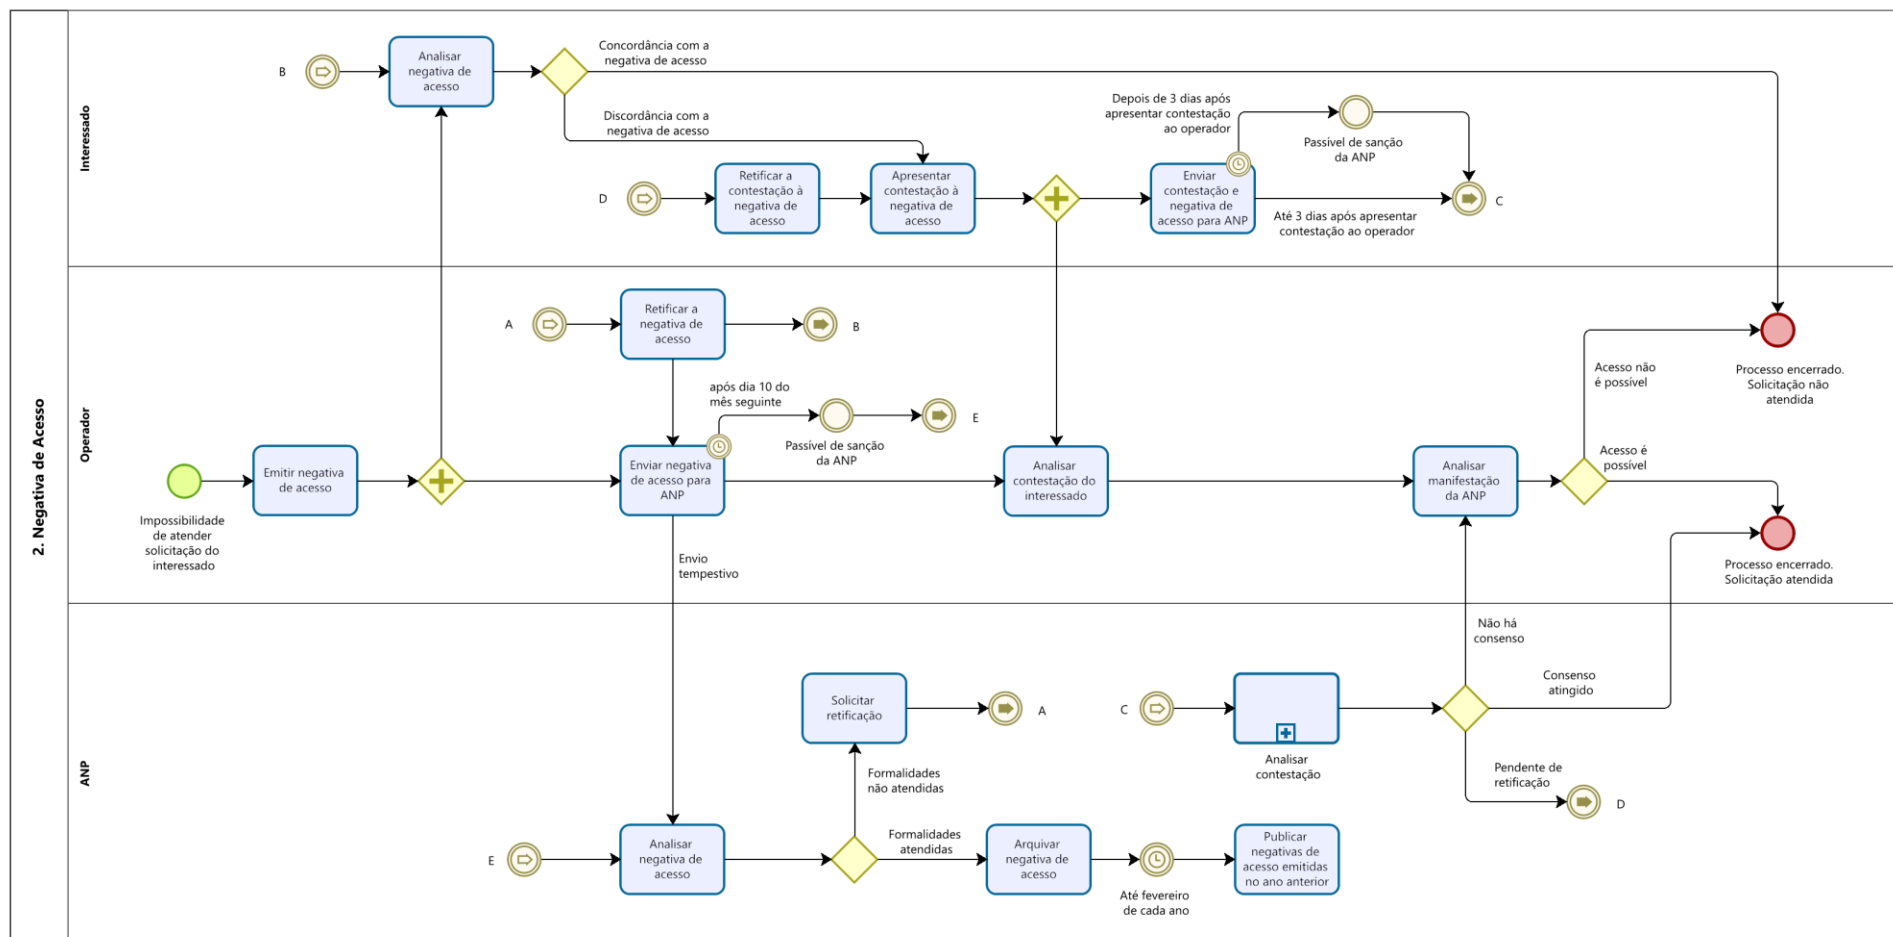 2. Negativa de Acesso
Interessado
B
Analisar
negativa de
acesso
Concordância com a
negativa de acesso
Discordância com a
negativa de acesso
D
Retificar a
contestação à
negativa de
acesso
Apresentar
contestação à
negativa de
acesso
Enviar
contestação e
negativa de
acesso para ANP
Depois de 3 dias após
apresentar contestação
ao operador
Passível de sanção
da ANP
Até 3 dias após apresentar
contestação ao operador
C
Operador
A
Retificar a
negativa de
acesso
B
após dia 10 do
mês seguinte
Passível de sanção
da ANP
E
Impossibilidade
de atender
solicitação do
interessado
Emitir negativa
de acesso
Enviar negativa
de acesso para
ANP
Envio
tempestivo
Analisar
contestação do
interessado
Analisar
manifestação
da ANP
Acesso não
é possível
Acesso é
possível
Processo encerrado.
Solicitação não
atendida
Processo encerrado.
Solicitação atendida
ANP
Não há
consenso
Consenso
atingido
Solicitar
retificação
A
C
Analisar
contestação
Pendente de
retificação
D
Formalidades
não atendidas
E
Analisar
negativa de
acesso
Formalidades
atendidas
Arquivar
negativa de
acesso
Até fevereiro
de cada ano
Publicar
negativas de
acesso emitidas
no ano anterior